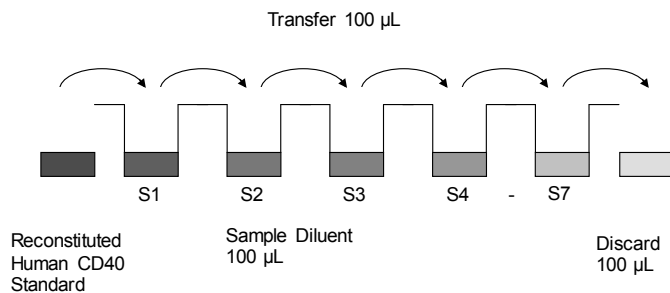 Transfer 100 µL
S1 S2 S3 S4 - S7
Reconstituted
Human CD40
Standard
Sample Diluent
100 µL
Discard
100 µL